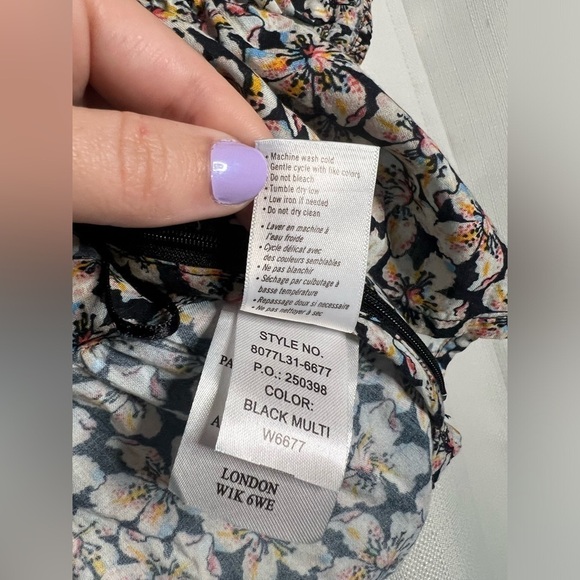 • Machine wash cold
Gentle cycle with like colors
Do not bleach
• Tumble dry low
• Low iron if needed
• Do not dry clean
• Laver en machine à
l'eau froide
• Cycle délicat avec
des couleurs semblables
• Ne pas blanchir
• Séchage par culbutage à
basse température
• Repassage doux si nécessaire
• Ne pas nettoyer à sec
STYLE NO.
8077L31-6677
P.O.: 250398
COLOR:
BLACK MULTI
W6677
PA
A
LONDON
W1K 6WE